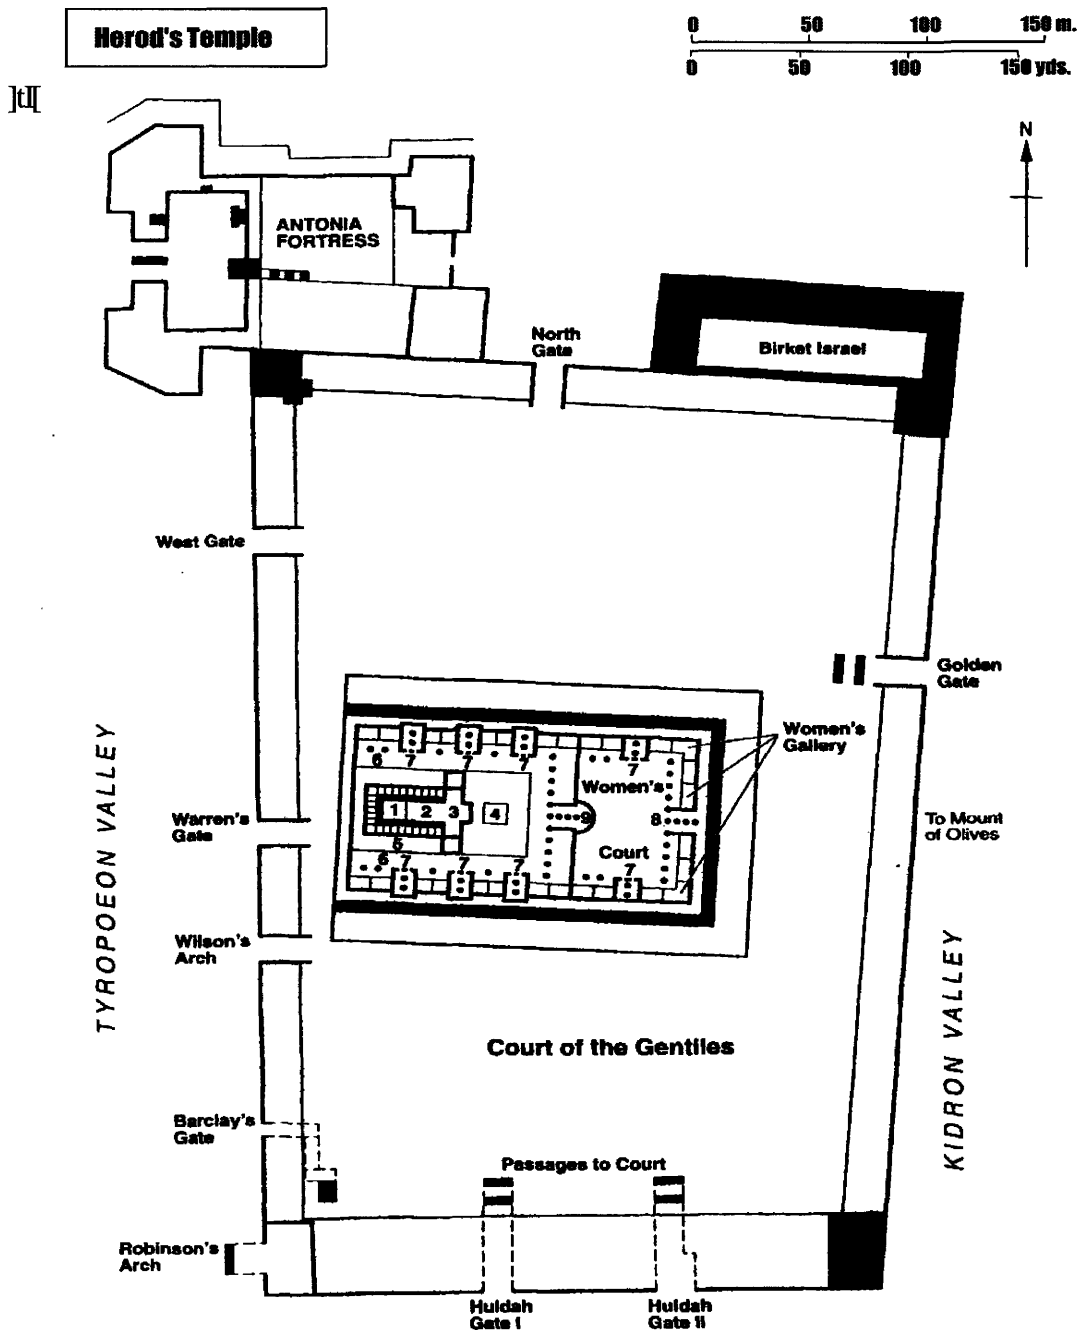 Herod's Temple
0 50 100 150 m.
0 50 100 150 yds.
]tI[
N
ANTONIA
FORTRESS
North
Gate
Birket Israel
West Gate
Golden
Gate
Women's
Gallery
6 7 7 7 7
Women's
1 2 3 4 9 8
5
Court
6 7 7 7 7
Warren's
Gate
To Mount
of Olives
TYROPOEON VALLEY
Wilson's
Arch
KIDRON VALLEY
Court of the Gentiles
Barclay's
Gate
Passages to Court
Robinson's
Arch
Huldah
Gate I
Huldah
Gate II